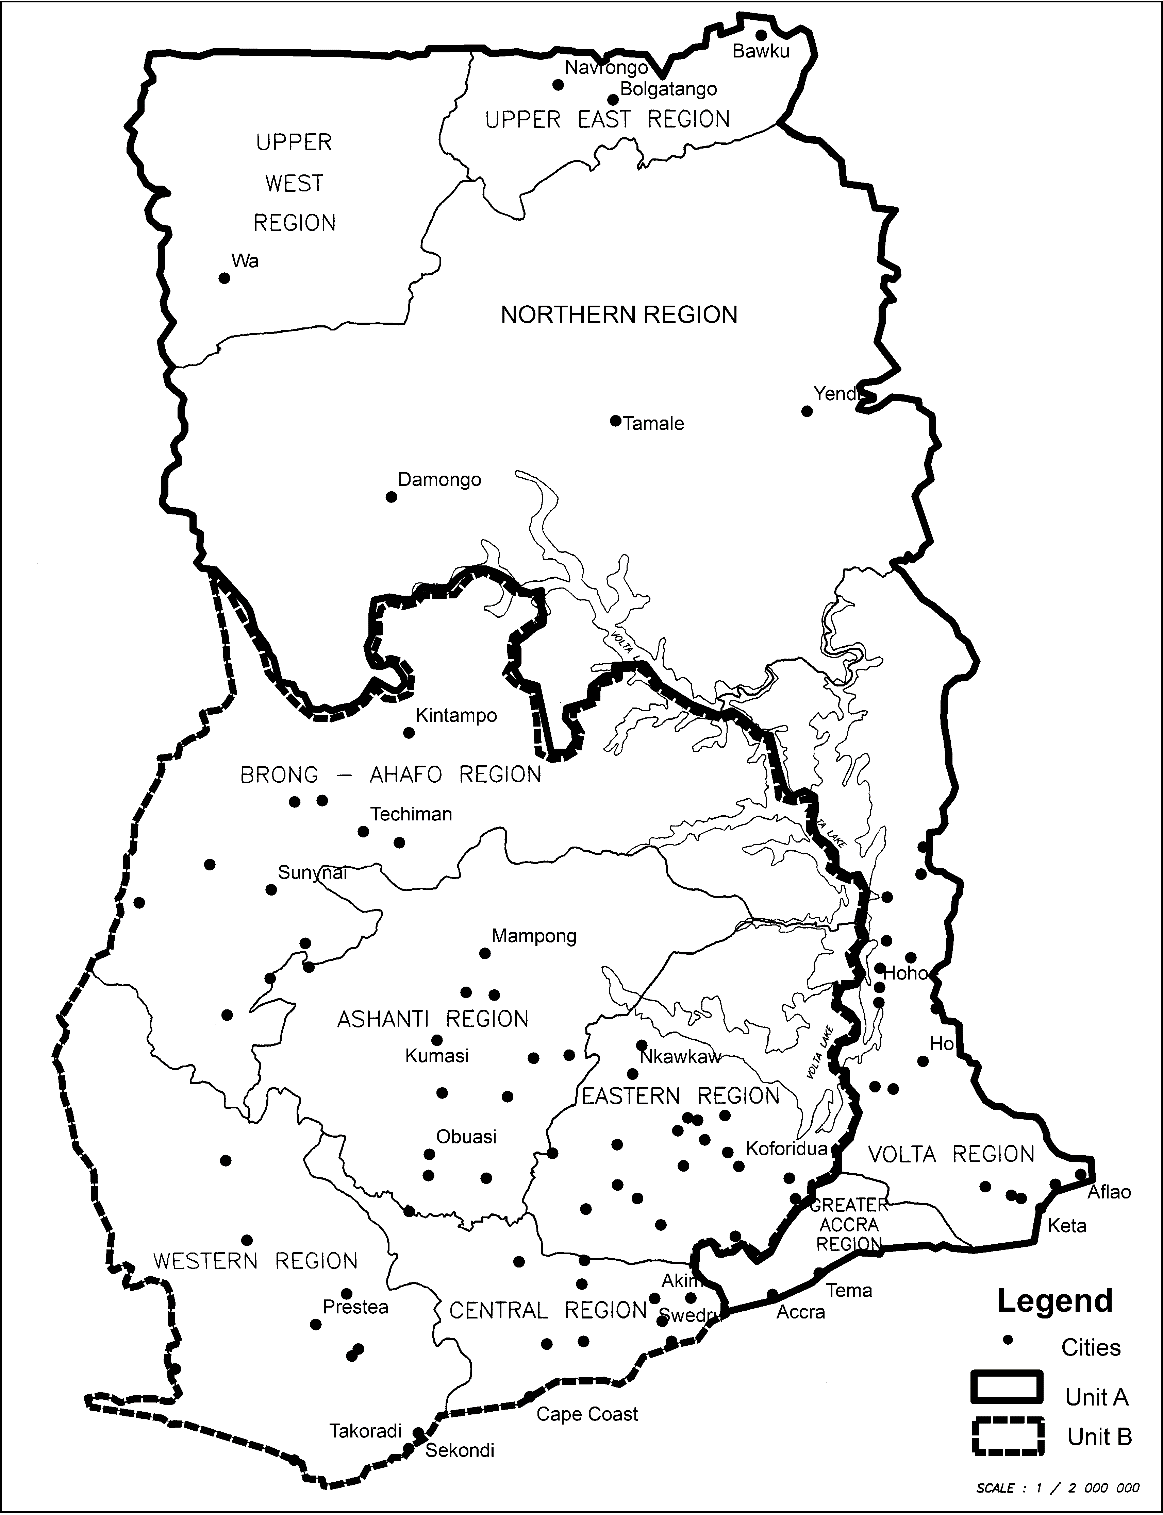 Bawku
Navrongo
Bolgatango
UPPER EAST REGION
UPPER
WEST
REGION
Wa
NORTHERN REGION
Yendi
Tamale
Damongo
VOLTA L
Kintampo
BRONG – AHAFO REGION
Techiman
TA LAKE
Sunynai
Mampong
Hoho
ASHANTI REGION
Kumasi
Ho
Nkawkaw
VOLTA LAKE
EASTERN REGION
Obuasi
Koforidua
VOLTA REGION
Aflao
GREATER
ACCRA
REGION
Keta
WESTERN REGION
Akim
Tema
Prestea
CENTRAL REGION
Swedru
Accra
Legend
Cities
Unit A
Unit B
Cape Coast
Takoradi
Sekondi
SCALE : 1 / 2 000 000